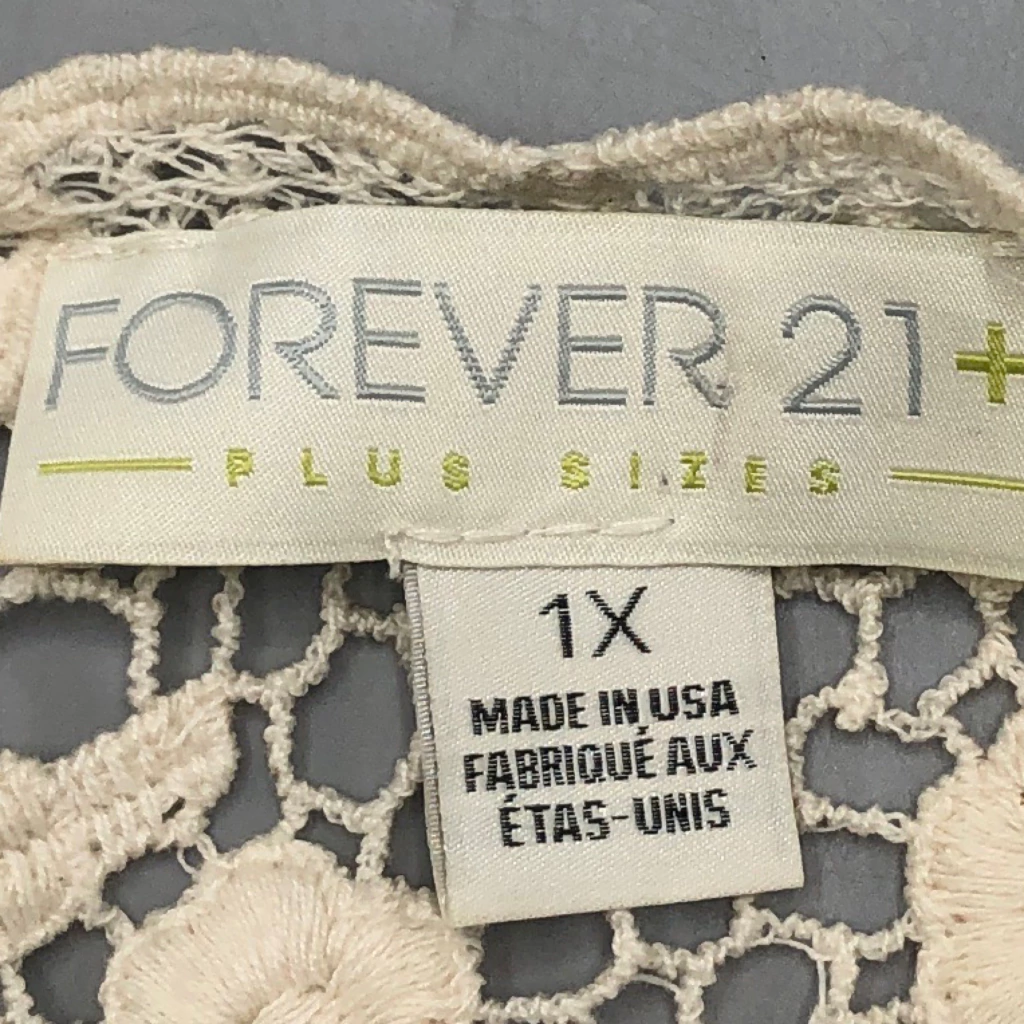 FOREVER 21+
PLUS SIZES
1X
MADE IN USA
FABRIQUÉ AUX
ÉTAS-UNIS